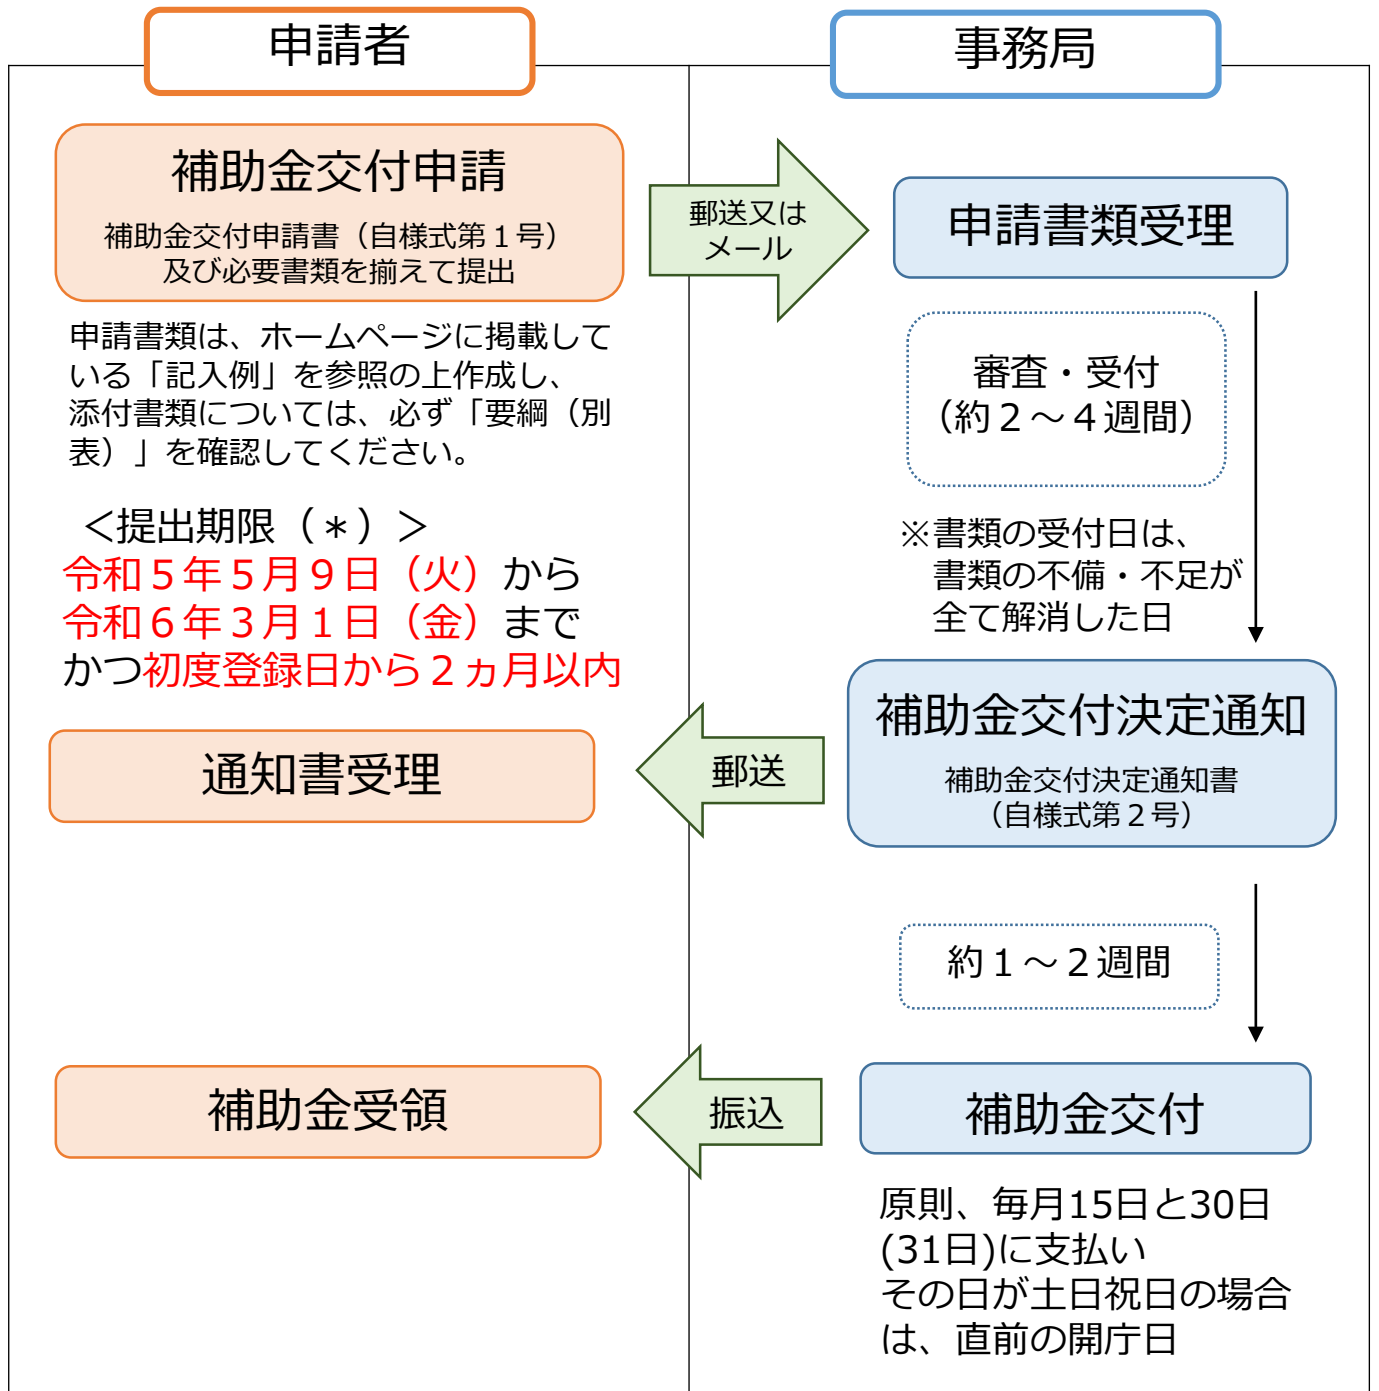 申請者
事務局
補助金交付申請
補助金交付申請書（自様式第１号）
及び必要書類を揃えて提出
郵送又は
メール
申請書類受理
申請書類は、ホームページに掲載して
いる「記入例」を参照の上作成し、
添付書類については、必ず「要綱（別
表）」を確認してください。
審査・受付
（約２～４週間）
＜提出期限（＊）＞
令和５年５月９日（火）から
令和６年３月１日（金）まで
かつ初度登録日から２ヵ月以内
※書類の受付日は、
書類の不備・不足が
全て解消した日
補助金交付決定通知
補助金交付決定通知書
（自様式第２号）
郵送
通知書受理
約１～２週間
補助金交付
振込
補助金受領
原則、毎月15日と30日
(31日)に支払い
その日が土日祝日の場合
は、直前の開庁日